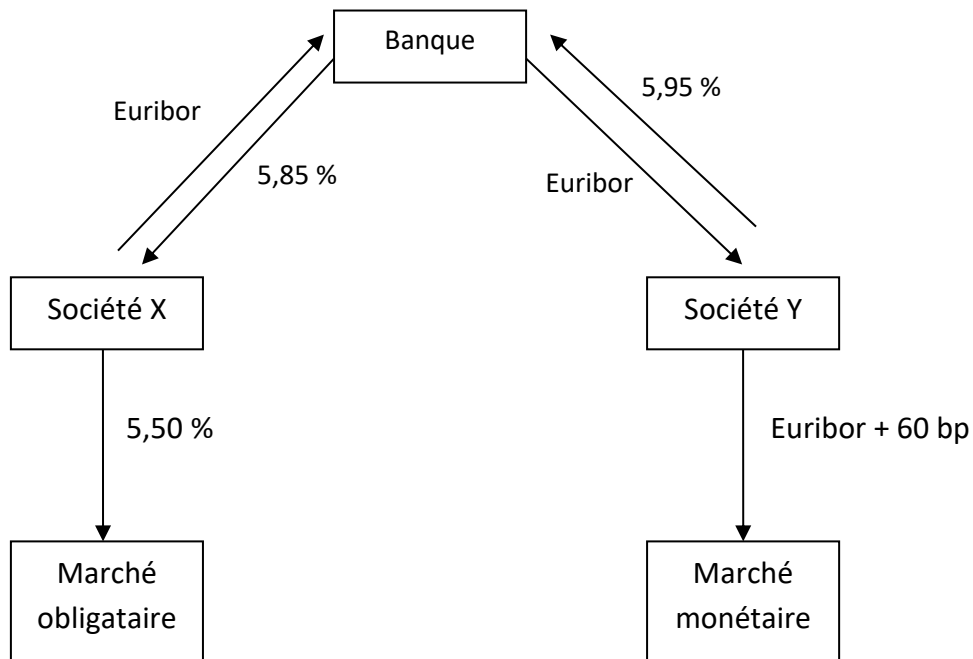 Banque
5,95 %
Euribor
5,85 %
Euribor
Société X
Société Y
5,50 %
Euribor + 60 bp
Marché
obligataire
Marché
monétaire